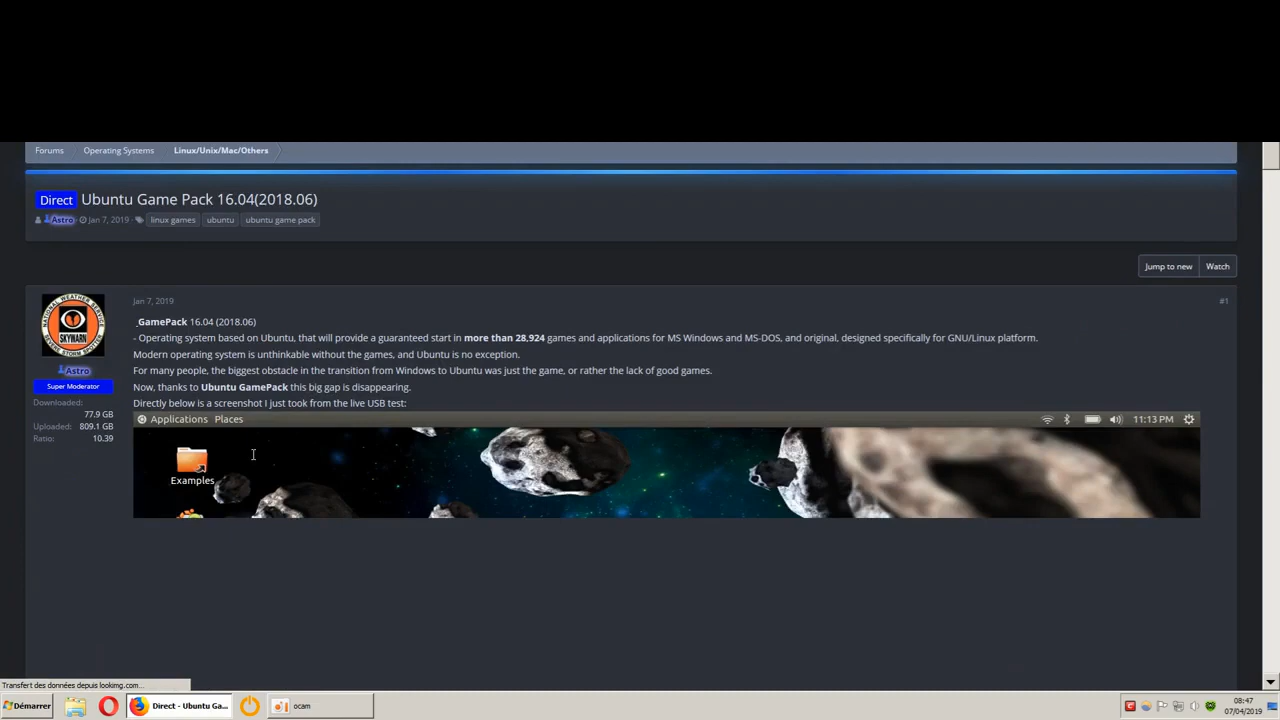 Forums Operating Systems Linux/Unix/Mac/Others
Direct Ubuntu Game Pack 16.04(2018.06)
Astro Jan 7, 2019 linux games ubuntu ubuntu game pack
Jump to new Watch
Jan 7, 2019 #1
GamePack 16.04 (2018.06)
- Operating system based on Ubuntu, that will provide a guaranteed start in more than 28,924 games and applications for MS Windows and MS-DOS, and original, designed specifically for GNU/Linux platform.
Modern operating system is unthinkable without the games, and Ubuntu is no exception.
For many people, the biggest obstacle in the transition from Windows to Ubuntu was just the game, or rather the lack of good games.
Now, thanks to Ubuntu GamePack this big gap is disappearing.
Directly below is a screenshot I just took from the live USB test:
NATIONAL WEATHER SERVICE
SKYWARN
SEVERE STORM SPOTTER
Astro
Super Moderator
Downloaded:
77.9 GB
Uploaded: 809.1 GB
Ratio: 10.39
Applications Places 11:13 PM
Examples
Transfert des données depuis lookimg.com...
Démarrer Direct - Ubuntu Ga... ocam 08:47
07/04/2019